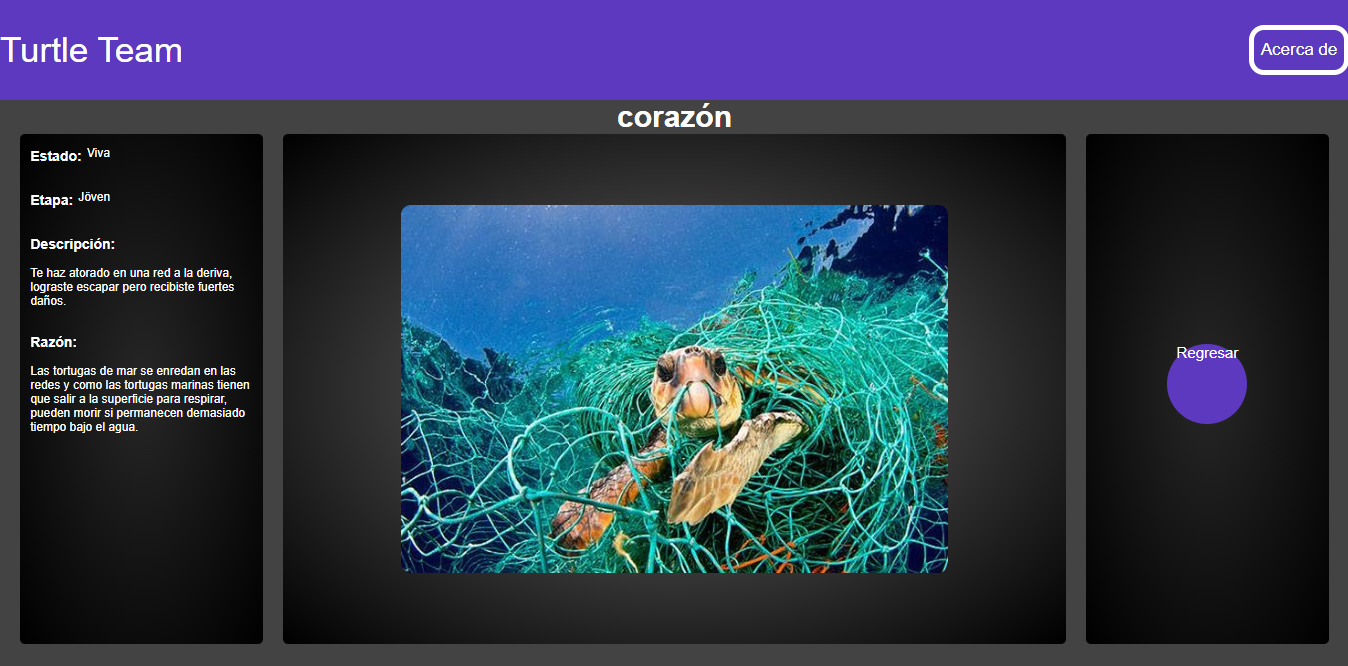 Turtle Team
Acerca de
corazón
Estado: Viva
Etapa: Jöven
Descripción:
Te haz atorado en una red a la deriva,
lograste escapar pero recibiste fuertes
daños.
Razón:
Las tortugas de mar se enredan en las
redes y como las tortugas marinas tienen
que salir a la superficie para respirar,
pueden morir si permanecen demasiado
tiempo bajo el agua.
Regresar